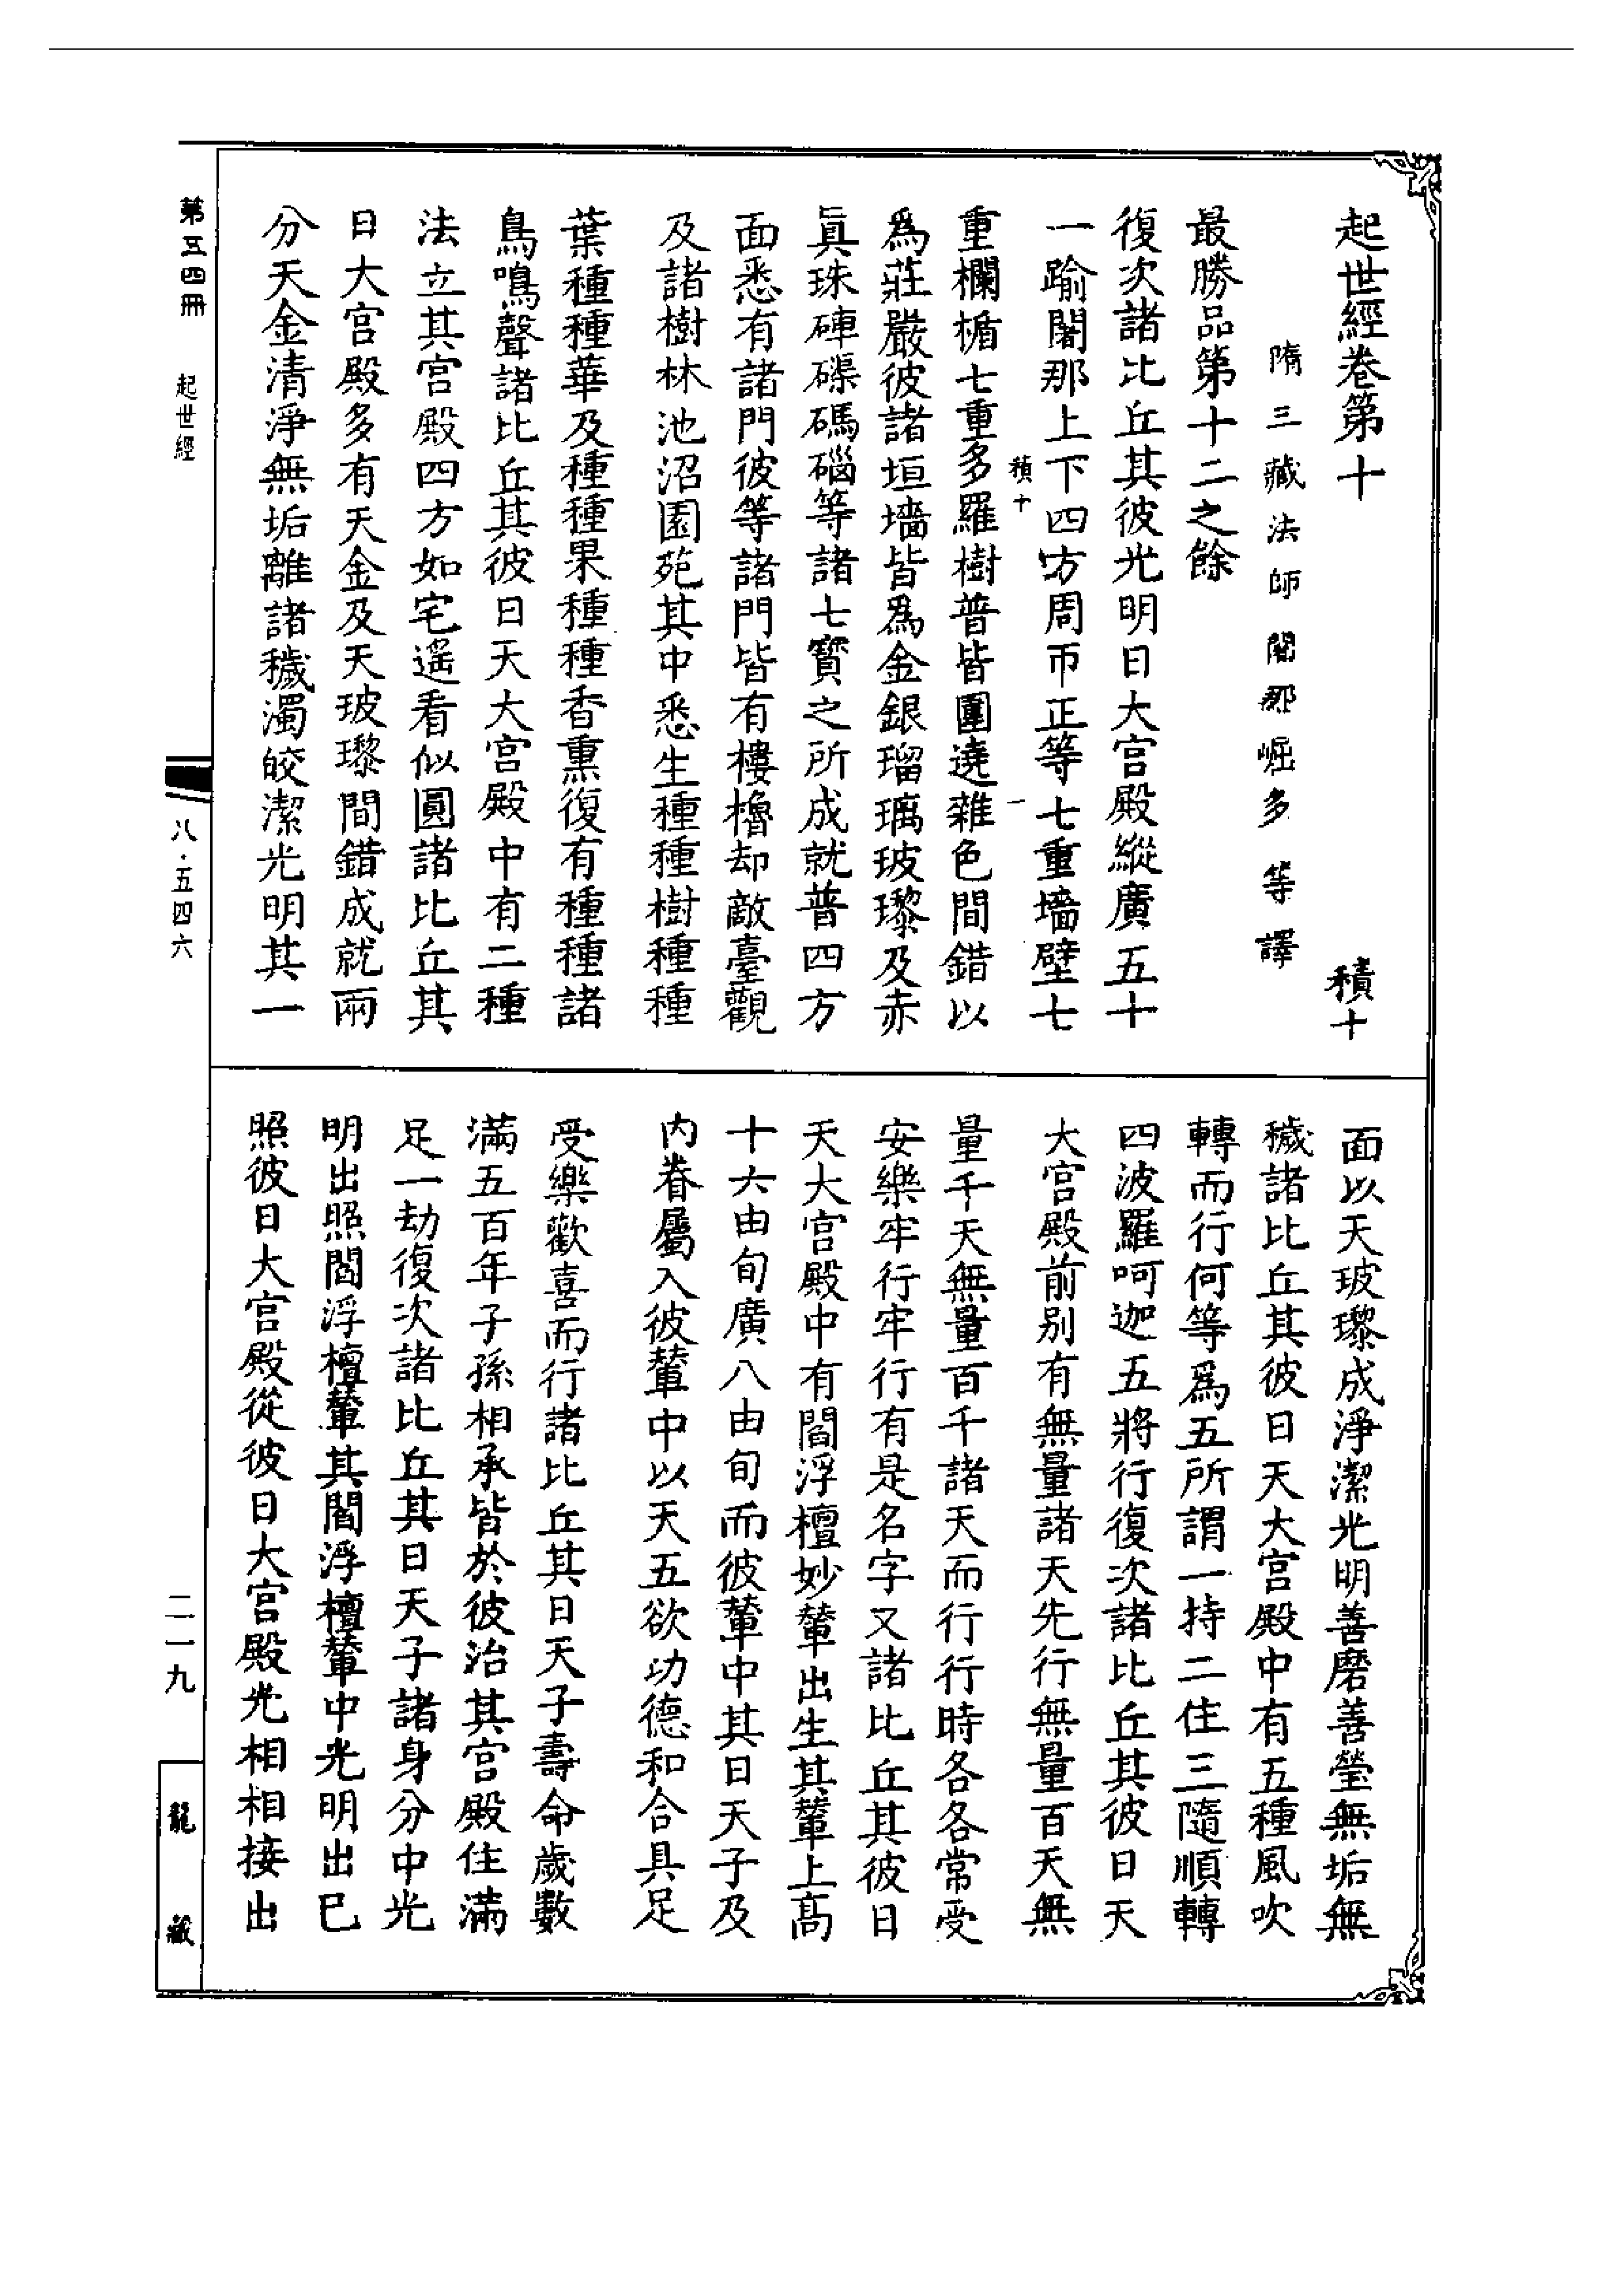 起世經卷第十　積十
隋三藏法師闍那崛多等譯
最勝品第十二之餘
復次諸比丘其彼光明日大宫殿縱廣五十
一踰闍那上下四方周帀正等七重墻壁七
積十　一
重欄楯七重多羅樹普皆圍遶雜色間錯以
爲莊嚴彼諸垣墻皆爲金銀瑠璃玻瓈及赤
眞珠硨磲碼碯等諸七寳之所成就普四方
面悉有諸門彼等諸門皆有樓櫓却敵臺觀
及諸樹林池沼園苑其中悉生種種樹種種
葉種種華及種種果種種香熏復有種種諸
鳥鳴聲諸比丘其彼日天大宫殿中有二種
法立其宫殿四方如宅遥看似圓諸比丘其
日大宫殿多有天金及天玻瓈間錯成就兩
分天金清淨無垢離諸穢濁皎潔光明其一
面以天玻瓈成淨潔光明善磨善瑩無垢無
穢諸比丘其彼日天大宫殿中有五種風吹
轉而行何等爲五所謂一持二住三隨順轉
四波羅呵迦五將行復次諸比丘其彼日天
大宫殿前别有無量諸天先行無量百天無
量千天無量百千諸天而行行時各各常受
安樂牢行牢行有是名字又諸比丘其彼日
天大宫殿中有閻浮檀妙輦出生其輦上髙
十六由旬廣八由旬而彼輦中其日天子及
内眷屬入彼輦中以天五欲功德和合具足
受樂歡喜而行諸比丘其日天子壽命歲數
滿五百年子孫相承皆於彼治其宫殿住滿
足一劫復次諸比丘其日天子諸身分中光
明出照閻浮檀輦其閻浮檀輦中光明出已
照彼日大宫殿從彼日大宫殿光相相接出
第三四冊　起世經
八·五四六
二一九
龍藏